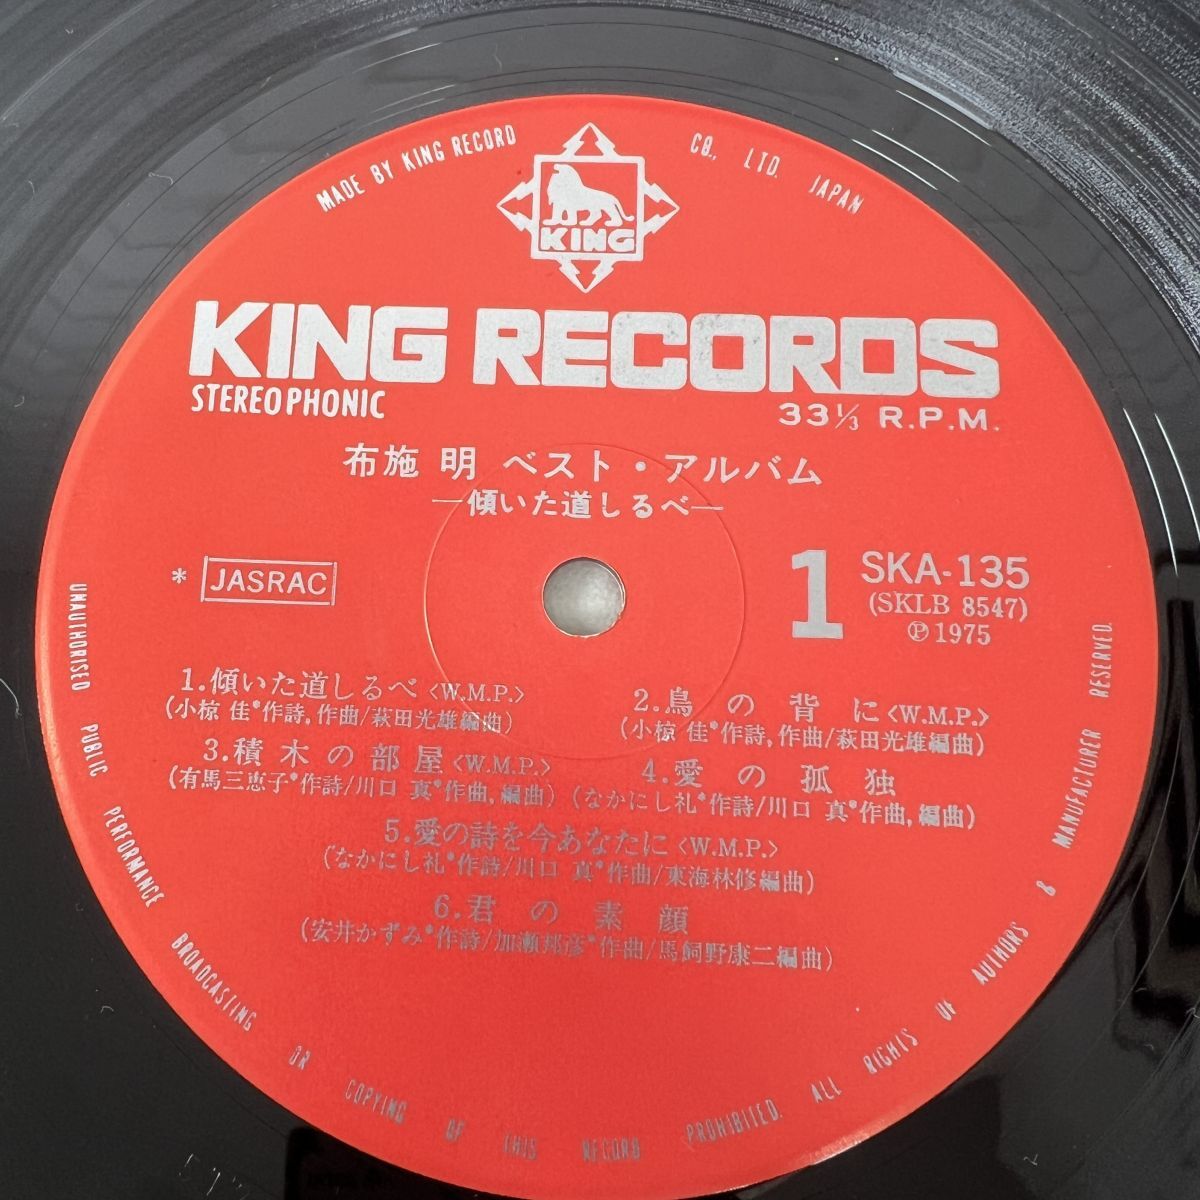 MADE BY KING RECORD CO., LTD. JAPAN
KING
KING RECORDS
STEREOPHONIC
33⅓ R.P.M.
布施 明 ベスト・アルバム
―傾いた道しるべ―
* JASRAC
1
SKA-135
(SKLB 8547)
Ⓟ1975
1.傾いた道しるべ<W.M.P.>
(小椋 佳*作詩,作曲/萩田光雄編曲)
2.鳥の背に<W.M.P.>
(小椋 佳*作詩,作曲/萩田光雄編曲)
3.積木の部屋<W.M.P.>
(有馬三恵子*作詩/川口 真*作曲,編曲)
4.愛の孤独
(なかにし礼*作詩/川口 真*作曲,編曲)
5.愛の詩を今あなたに<W.M.P.>
(なかにし礼*作詩/川口 真*作曲/東海林修編曲)
6.君の素顔
(安井かずみ*作詩/加瀬邦彦*作曲/馬飼野康二編曲)
UNAUTHORISED PUBLIC PERFORMANCE BROADCASTING OR COPYING OF THIS RECORD PROHIBITED. ALL RIGHTS OF AUTHORS & MANUFACTURER RESERVED.